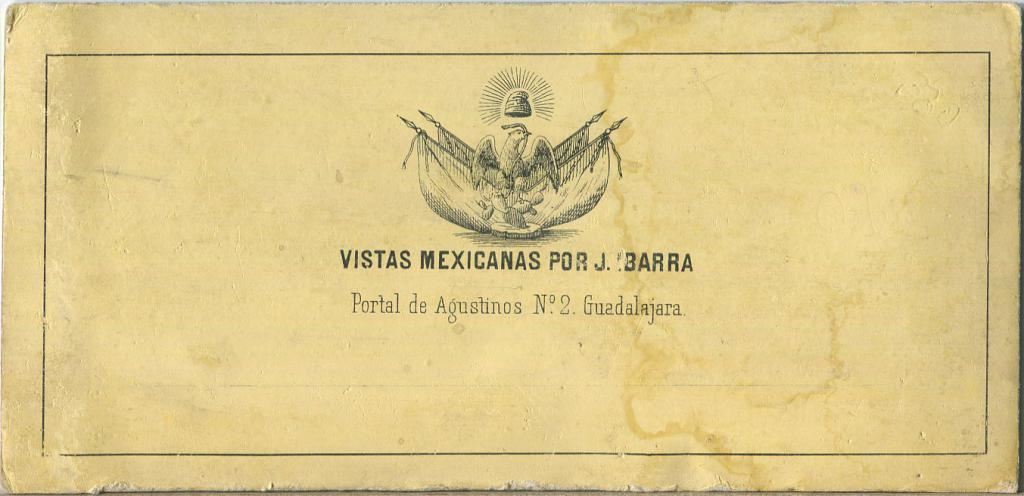 VISTAS MEXICANAS POR J. IBARRA
Portal de Agustinos Nº 2. Guadalajara.